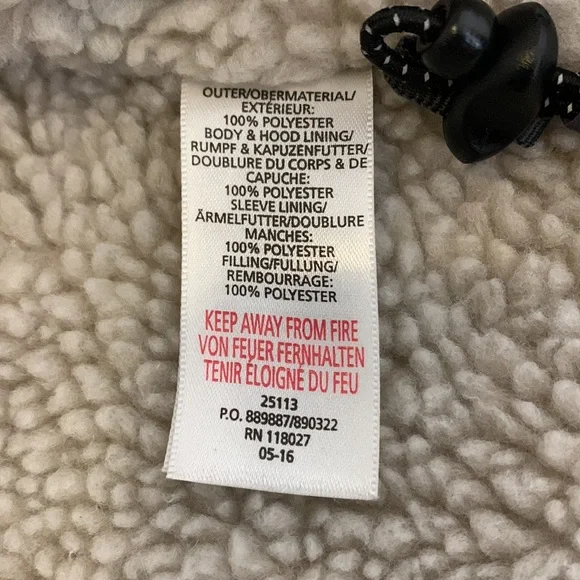 OUTER/OBERMATERIAL/
EXTÉRIEUR:
100% POLYESTER
BODY & HOOD LINING/
RUMPF & KAPUZENFUTTER/
DOUBLURE DU CORPS & DE
CAPUCHE:
100% POLYESTER
SLEEVE LINING/
ÄRMELFUTTER/DOUBLURE
MANCHES:
100% POLYESTER
FILLING/FULLUNG/
REMBOURRAGE:
100% POLYESTER
KEEP AWAY FROM FIRE
VON FEUER FERNHALTEN
TENIR ÉLOIGNÉ DU FEU
25113
P.O. 889887/890322
RN 118027
05-16